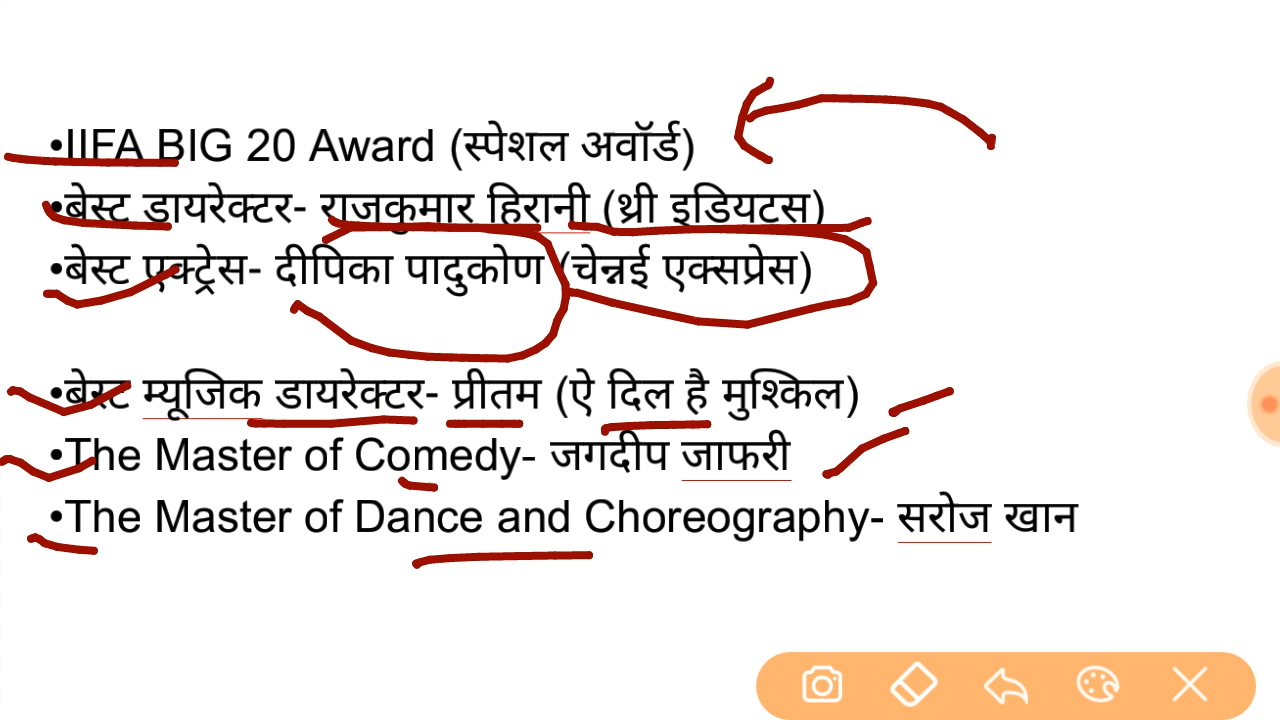 •IIFA BIG 20 Award (स्पेशल अवॉर्ड)
•बेस्ट डायरेक्टर- राजकुमार हिरानी (थ्री इडियटस)
•बेस्ट एक्ट्रेस- दीपिका पादुकोण (चेन्नई एक्सप्रेस)
•बेस्ट म्यूजिक डायरेक्टर- प्रीतम (ऐ दिल है मुश्किल)
•The Master of Comedy- जगदीप जाफरी
•The Master of Dance and Choreography- सरोज खान